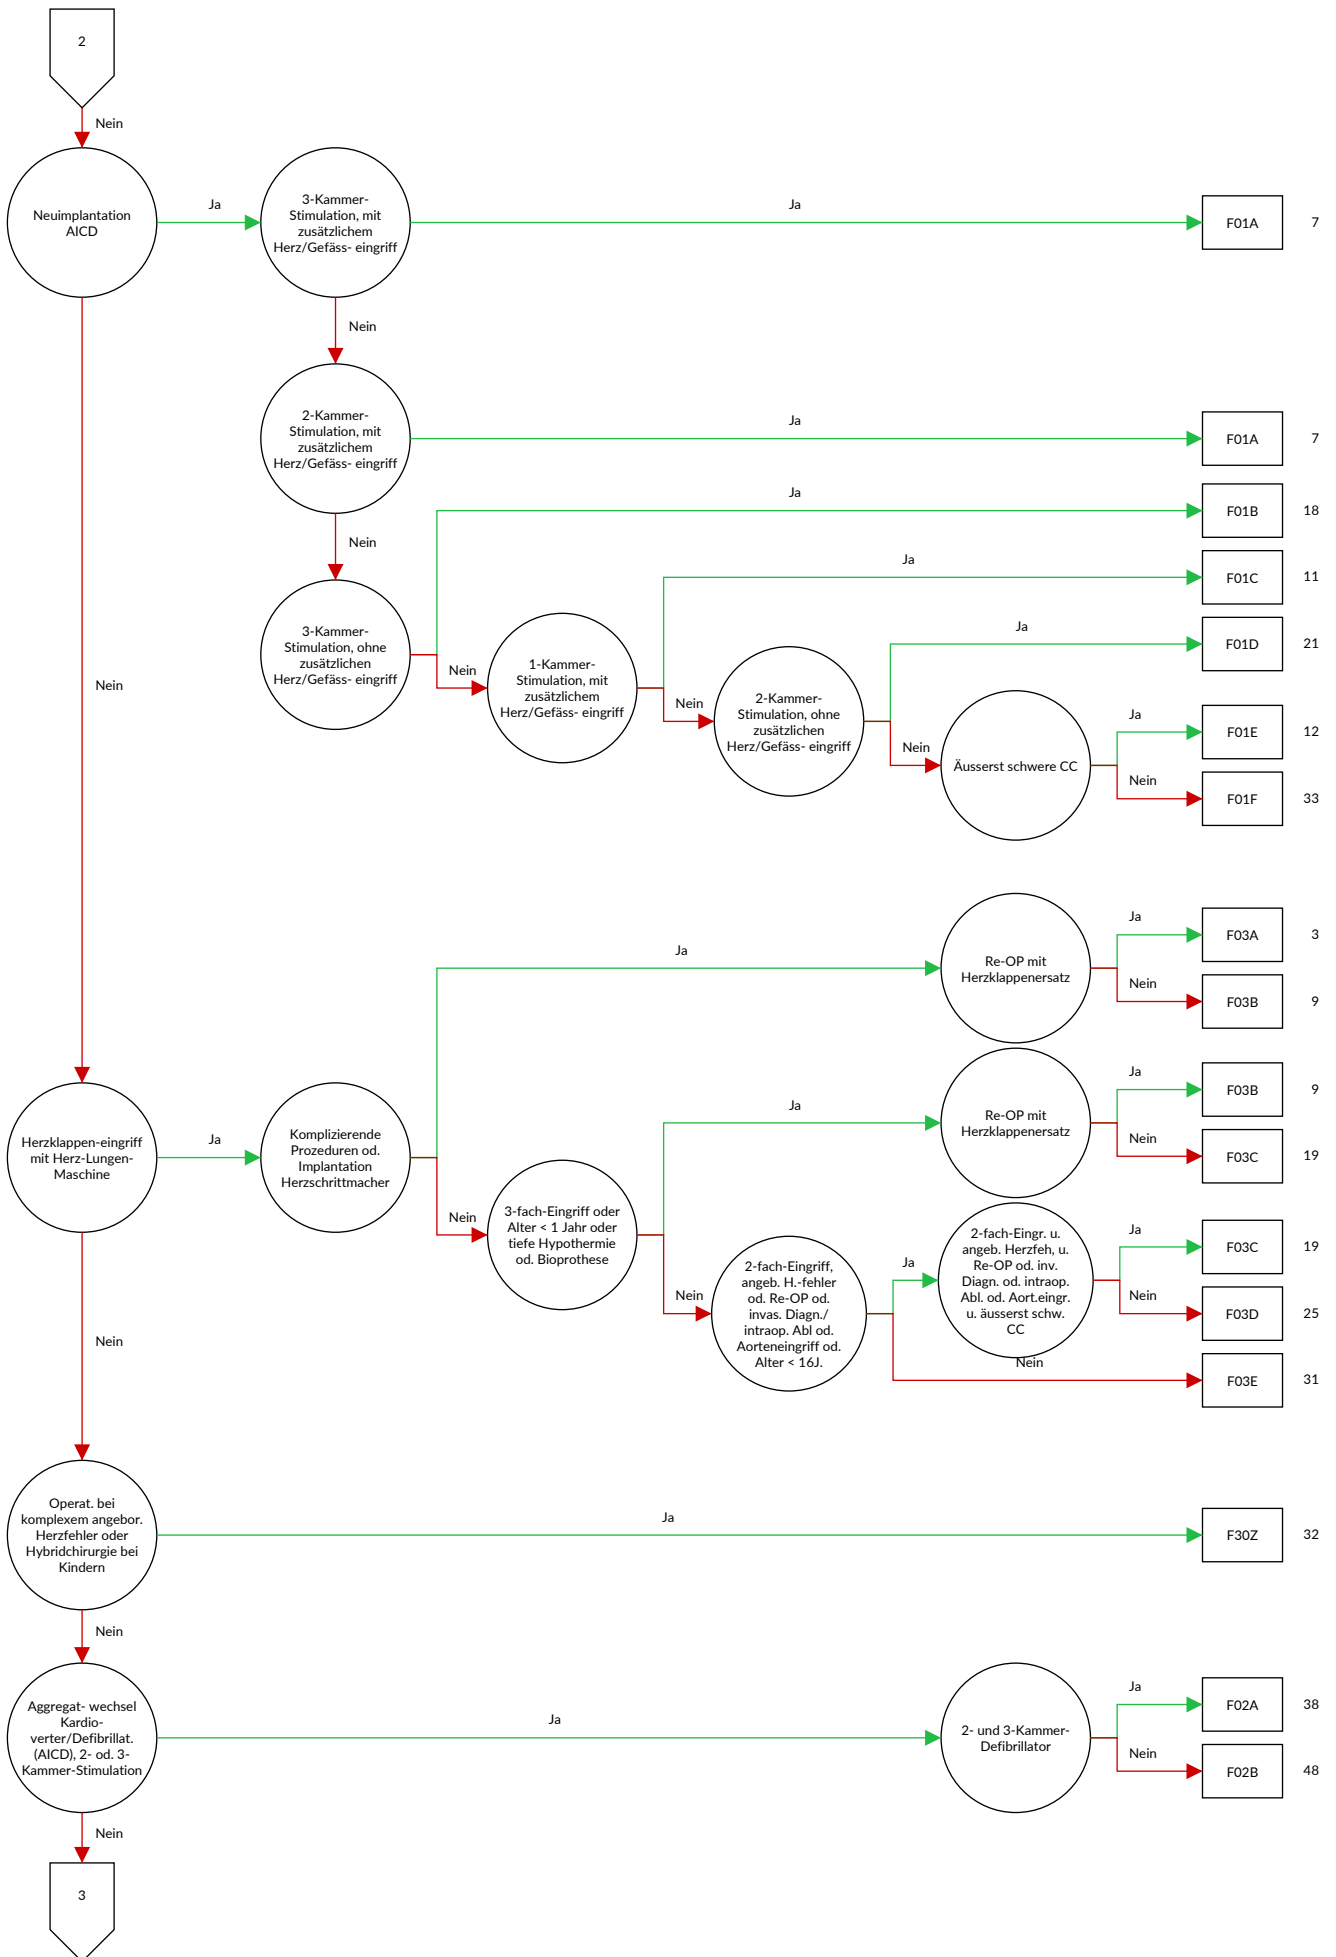 2
Nein
Neuimplantation
AICD
Ja
3-Kammer-
Stimulation, mit
zusätzlichem
Herz/Gefäss- eingriff
Ja
F01A
7
Nein
2-Kammer-
Stimulation, mit
zusätzlichem
Herz/Gefäss- eingriff
Ja
F01A
7
Nein
3-Kammer-
Stimulation, ohne
zusätzlichen
Herz/Gefäss- eingriff
Ja
F01B
18
Nein
1-Kammer-
Stimulation, mit
zusätzlichem
Herz/Gefäss- eingriff
Ja
F01C
11
Nein
2-Kammer-
Stimulation, ohne
zusätzlichen
Herz/Gefäss- eingriff
Ja
F01D
21
Nein
Äusserst schwere CC
Ja
F01E
12
Nein
F01F
33
Nein
Herzklappen-eingriff
mit Herz-Lungen-
Maschine
Ja
Komplizierende
Prozeduren od.
Implantation
Herzschrittmacher
Ja
Re-OP mit
Herzklappenersatz
Ja
F03A
3
Nein
F03B
9
Nein
3-fach-Eingriff oder
Alter < 1 Jahr oder
tiefe Hypothermie
od. Bioprothese
Ja
Re-OP mit
Herzklappenersatz
Ja
F03B
9
Nein
F03C
19
Nein
2-fach-Eingriff,
angeb. H.-fehler
od. Re-OP od.
invas. Diagn./
intraop. Abl od.
Aorteneingriff od.
Alter < 16J.
Ja
2-fach-Eingr. u.
angeb. Herzfeh, u.
Re-OP od. inv.
Diagn. od. intraop.
Abl. od. Aort.eingr.
u. äusserst schw.
CC
Ja
F03C
19
Nein
F03D
25
Nein
F03E
31
Nein
Operat. bei
komplexem angebor.
Herzfehler oder
Hybridchirurgie bei
Kindern
Ja
F30Z
32
Nein
Aggregat- wechsel
Kardio-
verter/Defibrillat.
(AICD), 2- od. 3-
Kammer-Stimulation
Ja
2- und 3-Kammer-
Defibrillator
Ja
F02A
38
Nein
F02B
48
Nein
3